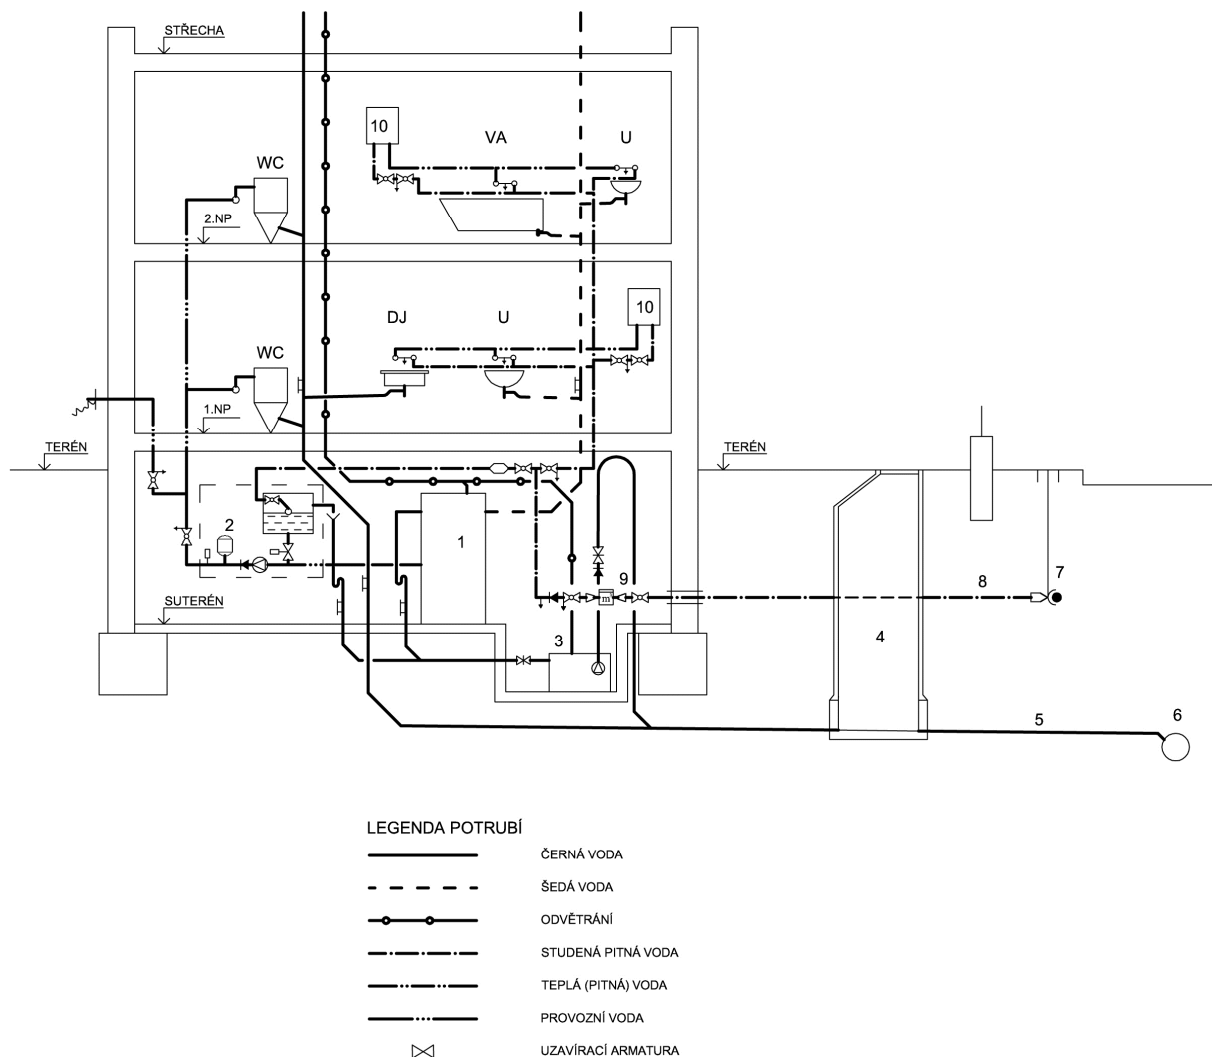 STŘECHA
10
VA
U
WC
2.NP
10
DJ
U
WC
1.NP
TERÉN
TERÉN
2
1
9
8
7
SUTERÉN
3
m
4
5
6
LEGENDA POTRUBÍ
ČERNÁ VODA
ŠEDÁ VODA
ODVĚTRÁNÍ
STUDENÁ PITNÁ VODA
TEPLÁ (PITNÁ) VODA
PROVOZNÍ VODA
UZAVÍRACÍ ARMATURA